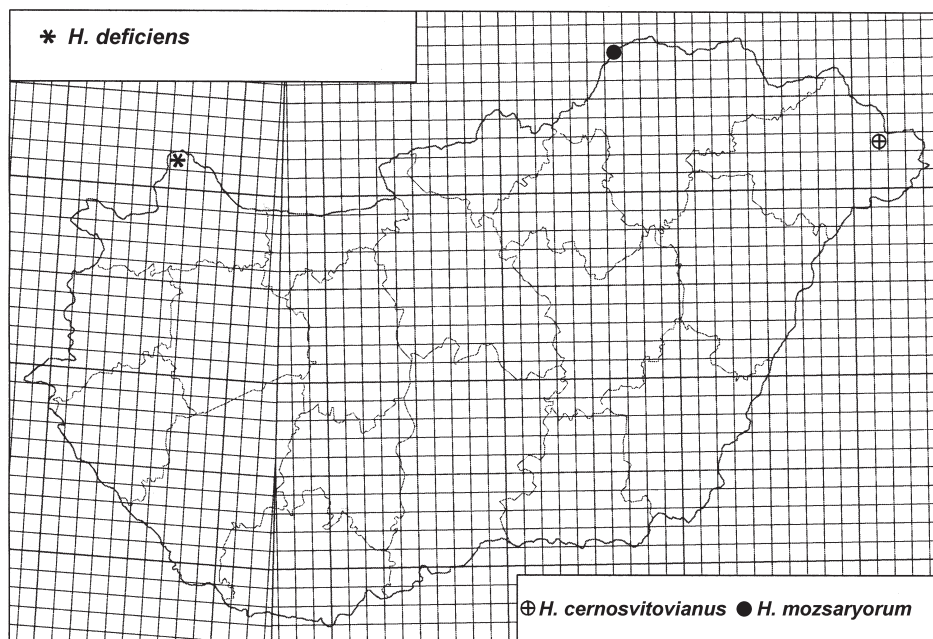 * H. deficiens
⊕ H. cernosvitovianus ● H. mozsaryorum